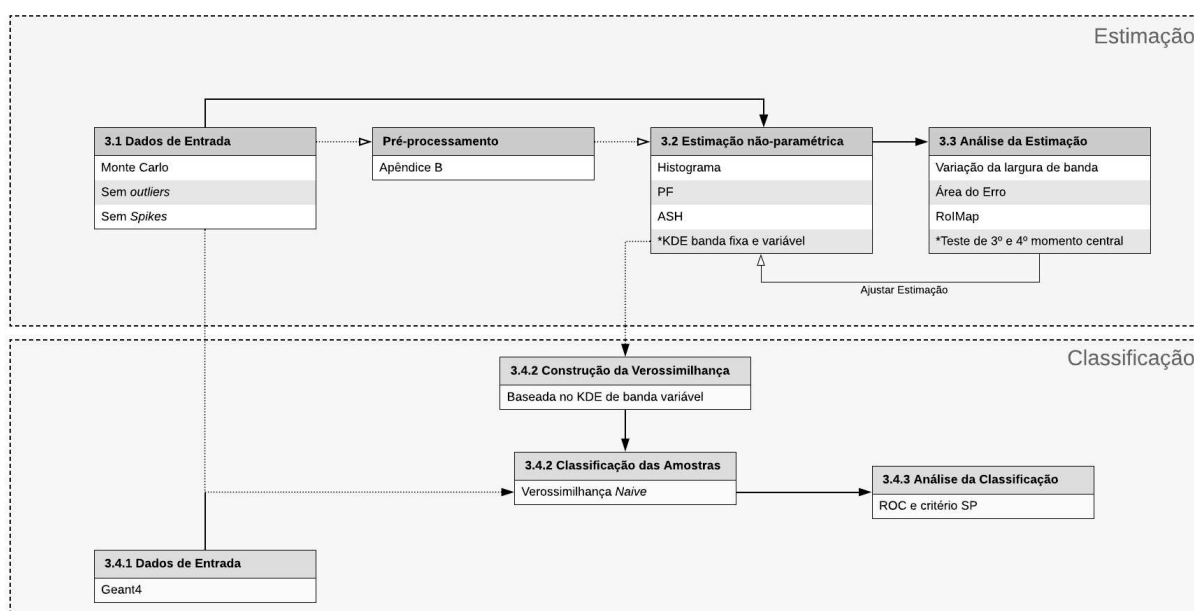 Estimação
3.1 Dados de Entrada
Monte Carlo
Sem outliers
Sem Spikes
Pré-processamento
Apêndice B
3.2 Estimação não-paramétrica
Histograma
PF
ASH
*KDE banda fixa e variável
3.3 Análise da Estimação
Variação da largura de banda
Área do Erro
RoIMap
*Teste de 3º e 4º momento central
Ajustar Estimação
Classificação
3.4.2 Construção da Verossimilhança
Baseada no KDE de banda variável
3.4.2 Classificação das Amostras
Verossimilhança Naive
3.4.3 Análise da Classificação
ROC e critério SP
3.4.1 Dados de Entrada
Geant4